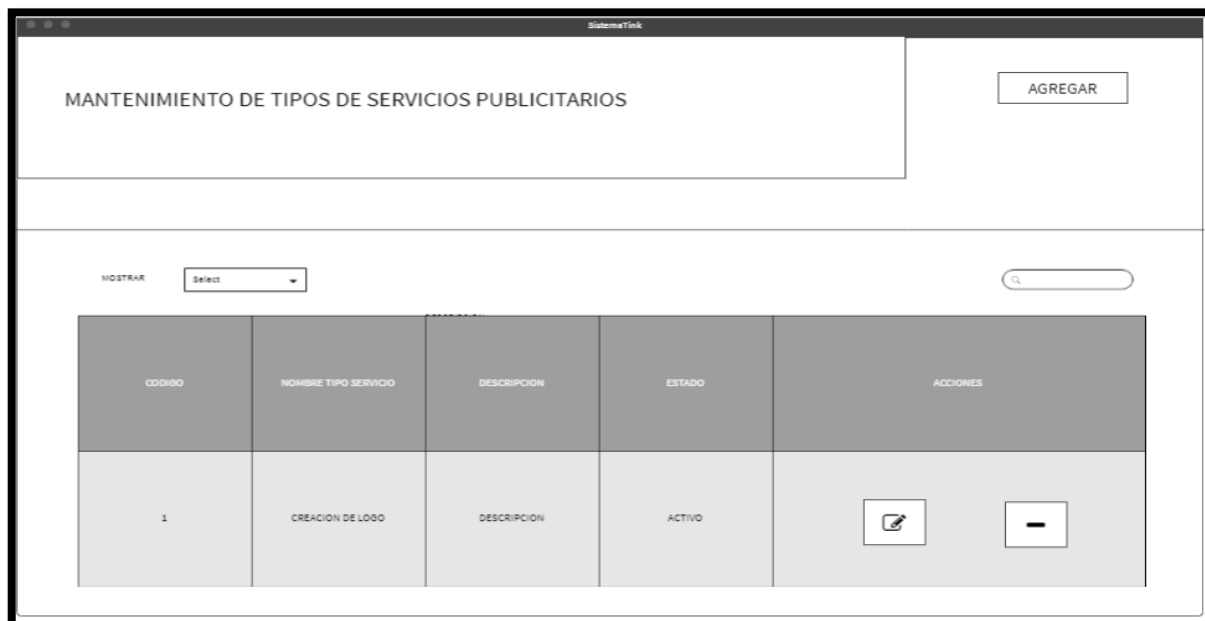 SistemaTink
MANTENIMIENTO DE TIPOS DE SERVICIOS PUBLICITARIOS
AGREGAR
MOSTRAR
Select
CODIGO
NOMBRE TIPO SERVICIO
DESCRIPCION
ESTADO
ACCIONES
1
CREACION DE LOGO
DESCRIPCION
ACTIVO